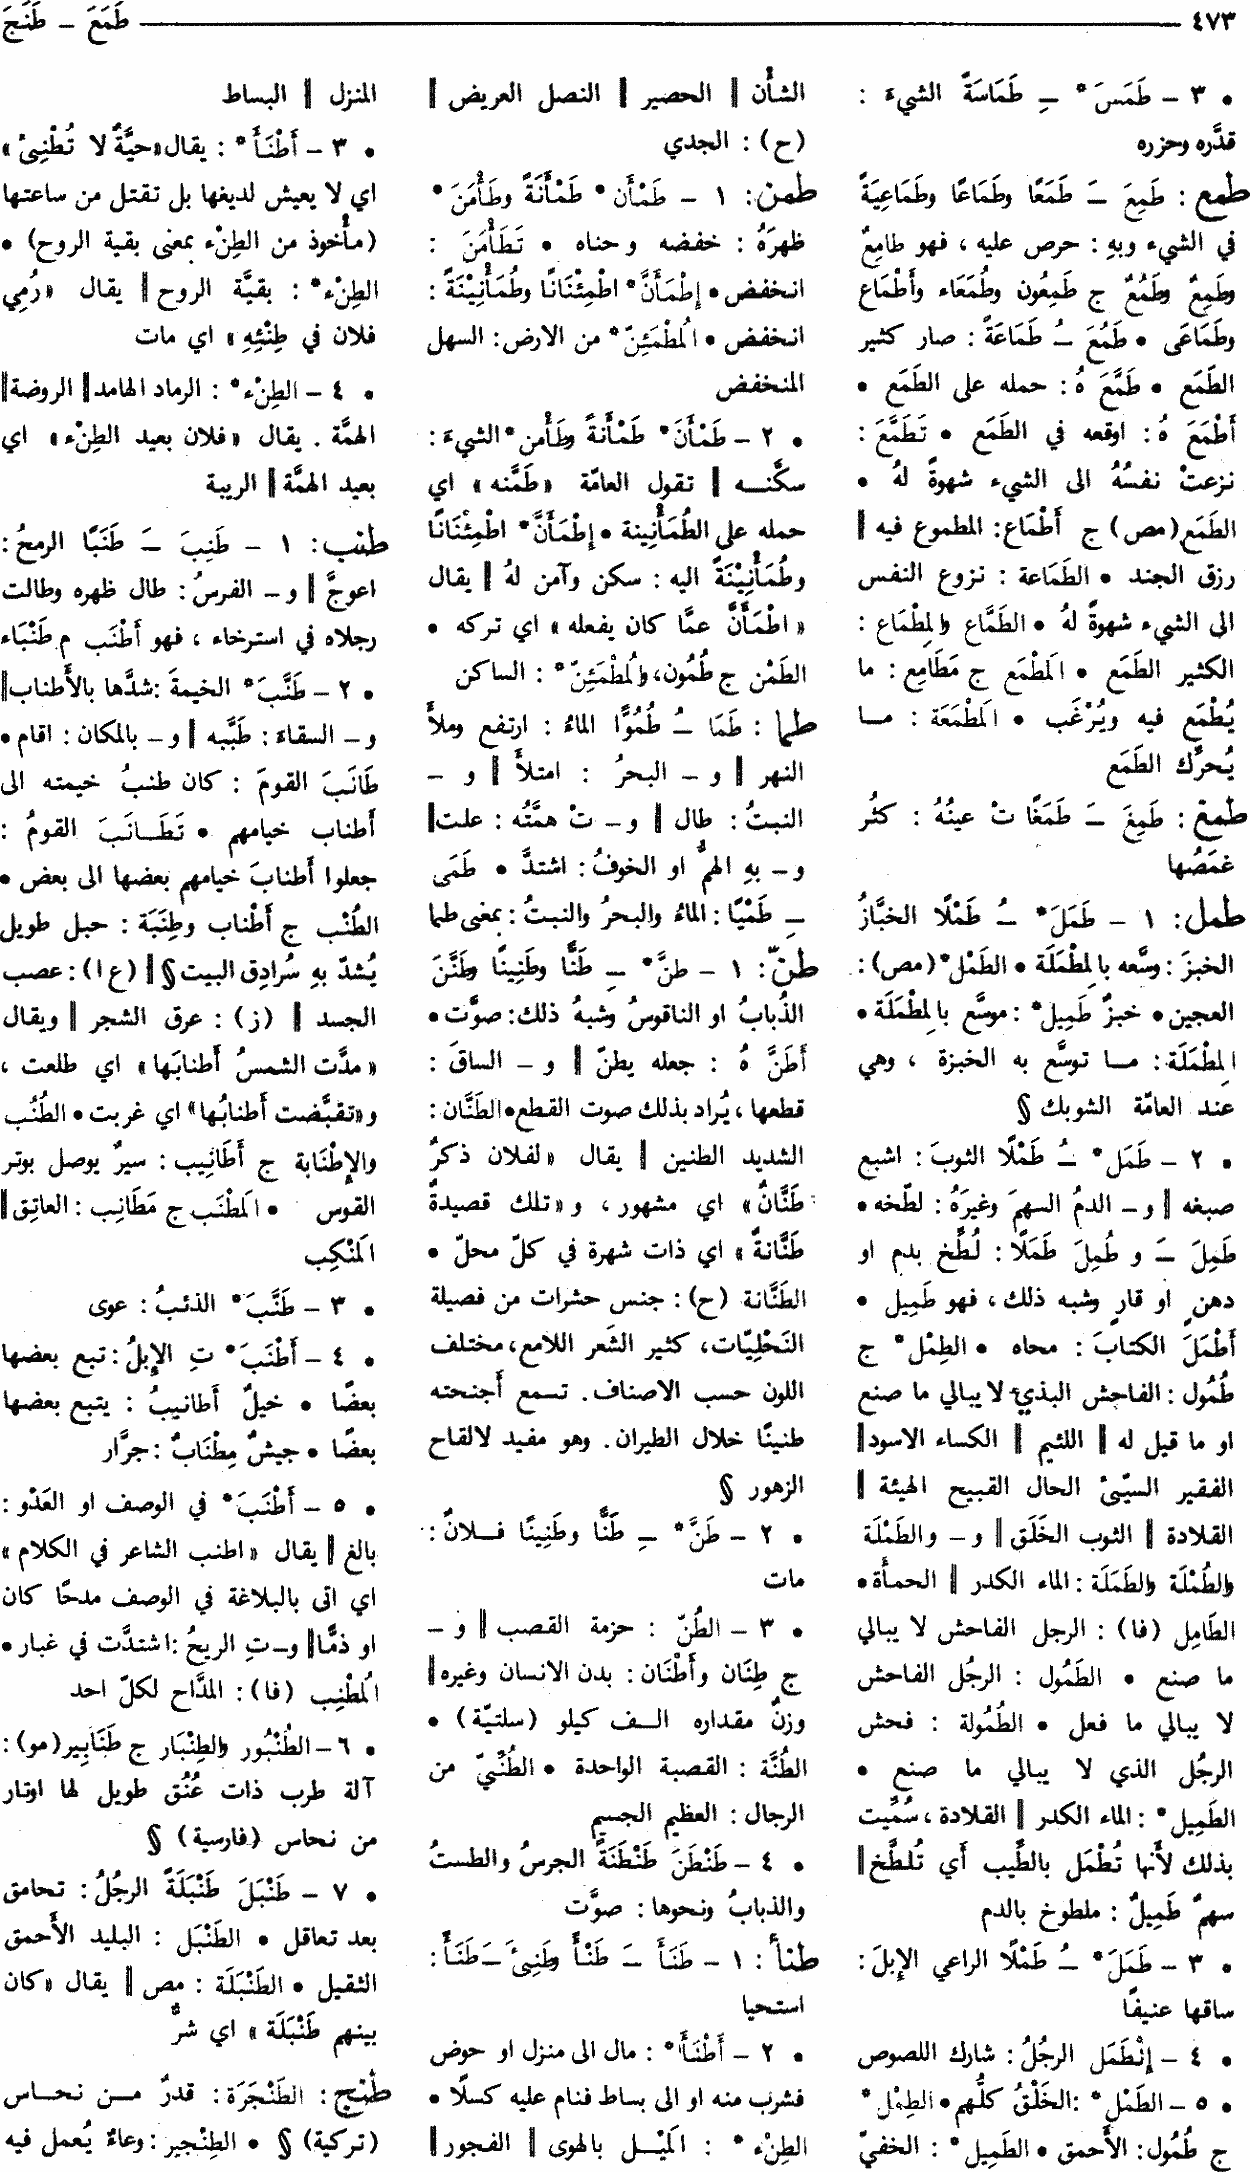 ٤٧٣ طَمَعَ – طَنَجَ
• ٣ – طَمَسَ * ـِ طَمَاسَةً الشيءَ :
قدَّره وحزره
طمع : طَمِعَ ـَ طَمَعًا وطَمَاعًا وطَمَاعِيَةً
في الشيء وبهِ : حرص عليه ، فهو طامِعٌ
وطَمِعٌ وطَمُعٌ ج طَمِعُون وطُمَعَاء وأَطْمَاع
وطَمَاعَى • طَمُعَ ـُ طَمَاعَةً : صار كثير
الطَمَع • طَمَّعَ هُ : حمله على الطَمَع •
أَطْمَعَ هُ : اوقعه في الطَمَع • تَطَمَّعَ :
نزعتْ نفسُهُ الى الشيء شهوةً لهُ •
الطَمَع (مص) ج أَطْمَاع : المطموع فيه ‖
رزق الجند • الطَمَاعة : نزوع النفس
الى الشيء شهوةً لهُ • الطَمَّاع والمِطْمَاع :
الكثير الطَمَع • المَطْمَع ج مَطَامِع : ما
يُطْمَع فيه ويُرْغَب • المَطْمَعَة : مـا
يُحرَّك الطَمَع
طمغ : طَمِغَ ـَ طَمَغًا تْ عينُهُ : كثُر
غمَصُها
طمل : ١ – طَمَلَ * ـُ طَمْلًا الخبَّازُ
الخبزَ : وسَّعه بالمِطْمَلَة • الطَمْل * (مص) :
العجين • خبزٌ طَمِيل * : موسَّع بالمِطْمَلَة •
المِطْمَلَة : مـا توسَّع به الخبزة ، وهي
عند العامّة الشوبك §
• ٢ – طَمَل * ـُ طَمْلًا الثوبَ : اشبع
صبغه ‖ و – الدمُ السهمَ وغيرَهُ : لطّخه •
طَمِلَ ـَ و طُمِلَ طَمَلًا : لُطِّخ بدم او
دهنٍ او قارٍ وشبه ذلك ، فهو طَمِيل •
أَطْمَلَ الكتابَ : محاه • الطِمْل * ج
طُمُول : الفاحش البذيء لا يبالي ما صنع
او ما قيل له ‖ اللئيم ‖ الكساء الاسود ‖
الفقير السيّئ الحال القبيح الهيئة ‖
القلادة ‖ الثوب الخَلَق ‖ و – والطَمْلَة
والطُمْلَة والطَمَلَة : الماء الكدر ‖ الحمأة •
الطَامِل (فا) : الرجل الفاحش لا يبالي
ما صنع • الطَمُول : الرجُل الفاحش
لا يبالي ما فعل • الطُمُولة : فحش
الرجُل الذي لا يبالي ما صنع •
الطَمِيل * : الماء الكدر ‖ القلادة ، سُمِّيت
بذلك لأَنها تُطْمَل بالطِّيب أَي تُلطَّخ ‖
سهمٌ طَمِيلٌ : ملطوخ بالدم
• ٣ – طَمَلَ * ـُ طَمْلًا الراعي الإبلَ :
ساقها عنيفًا
• ٤ – إِنْطَمَل الرجُلُ : شارك اللصوص
• ٥ – الطَمْل * : الخَلْقُ كلُّهم • الطِمْل *
ج طُمُول : الأَحمق • الطَمِيل * : الخفيّ
الشأْن ‖ الحصير ‖ النصل العريض ‖
(ح) : الجدي
طمن : ١ – طَمْأَن * طَمْأَنَةً وطَأْمَنَ *
ظهرَهُ : خفضه وحناه • تَطَأْمَنَ :
انخفض • إِطْمَأَنَّ * اطْمِئْنَانًا وطُمَأْنِيْنَةً :
انخفض • المُطْمَئِنّ * من الارض : السهل
المنخفض
• ٢ – طَمْأَنَ * طَمْأَنَةً وطَأْمن * الشيءَ :
سكَّنـه ‖ تقول العامّة « طَمَّنه » اي
حمله على الطُمَأْنِينة • إِطْمَأَنَّ * اطْمِئْنَانًا
وطُمَأْنِيْنَةً اليه : سكن وآمن لهُ ‖ يقال
« اطْمَأَنَّ عمَّا كان يفعله » اي تركه •
الطَمْن ج طُمُون، والمُطْمَئِنّ * : الساكن
طما : طَمَا ـُ طُمُوًّا الماءُ : ارتفع وملأَ
النهر ‖ و – البحرُ : امتلأَ ‖ و –
النبتُ : طال ‖ و – تْ همَّتُه : علت ‖
و – بهِ الهمُّ او الخوفُ : اشتدَّ • طَمَى
ـِ طَمْيًا : الماءُ والبحرُ والنبتُ : بمعنى طما
طنّ : ١ – طنَّ * ـِ طَنًّا وطَنِينًا وطَنَّنَ
الذُبابُ او الناقوسُ وشبهُ ذلك : صوَّت •
أَطَنَّ هُ : جعله يطنّ ‖ و – الساقَ :
قطعها ، يُراد بذلك صوت القطع • الطَنَّان :
الشديد الطنين ‖ يقال « لفلان ذكرٌ
طَنَّانٌ » اي مشهور ، و « تلك قصيدةٌ
طَنَّانةٌ » اي ذات شهرة في كلّ محلّ •
الطَنَّانة (ح) : جنس حشرات من فصيلة
النَحْلِيّات، كثير الشَعر اللامع، مختلف
اللون حسب الاصناف . تسمع أَجنحته
طنينًا خلال الطيران . وهو مفيد لالقاح
الزهور §
• ٢ – طَنَّ * ـِ طَنًّا وطَنِينًا فـلانٌ :
مات
• ٣ – الطُنّ : حزمة القصب ‖ و –
ج طِنَان وأَطْنَان : بدن الانسان وغيره ‖
وزنٌ مقداره الـف كيلو (سلتيّة) •
الطُنَّة : القصبة الواحدة • الطُنِّيّ من
الرجال : العظيم الجسيم
• ٤ – طَنْطَنَ طَنْطَنَةً الجرسُ والطستُ
والذبابُ ونحوها : صوَّت
طنأ : ١ – طَنَأَ ـَ طَنْأً وطَنِئَ ـَ طَنَأً :
استحيا
• ٢ – أَطْنَأَ * : مال الى منزل او حوض
فشرب منه او الى بساط فنام عليه كسلًا •
الطِنْء * : المَيْـل بالهوى ‖ الفجور ‖
المنزل ‖ البساط
• ٣ – أَطْنَأَ * : يقال « حيَّةٌ لا تُطْنِئُ »
اي لا يعيش لديغها بل تقتل من ساعتها
(مأْخوذ من الطِنْء بمعنى بقية الروح) •
الطِنْء * : بقيَّة الروح ‖ يقال « رُمِي
فلان في طِنْئِهِ » اي مات
• ٤ – الطِنْء * : الرماد الهامد ‖ الروضة ‖
الهمَّة . يقال « فلان بعيد الطِنْء » اي
بعيد الهمَّة ‖ الريبة
طنب : ١ – طَنِبَ ـَ طَنَبًا الرمحُ :
اعوجَّ ‖ و – الفرسُ : طال ظهره وطالت
رجلاه في استرخاء ، فهو أَطْنَب م طَنْبَاء
• ٢ – طَنَّبَ * الخيمةَ : شدَّها بالأَطناب ‖
و – السقاءَ : طَبَّبه ‖ و – بالمكان : اقام •
طَانَبَ القومَ : كان طنبُ خيمته الى
أَطناب خيامهم • تَطَـانَبَ القومُ :
جعلوا أَطنابَ خيامهم بعضها الى بعض •
الطُنْب ج أَطْناب وطِنَبَة : حبل طويل
يُشدّ بهِ سُرادِق البيت § ‖ (ع ا) : عصب
الجسد ‖ (ز) : عرق الشجر ‖ ويقال
« مدَّت الشمسُ أَطنابَها » اي طلعت ،
و «تقبَّضت أَطنابُها» اي غربت • الطُنُب
والإِطْنَابة ج أَطَانِيب : سيرٌ يوصل بوتر
القوس • المَطْنَب ج مَطَانِب : العاتِق ‖
المَنْكِب
• ٣ – طَنَّبَ * الذئبُ : عوى
• ٤ – أَطْنَبَ * تِ الإِبلُ : تبع بعضها
بعضًا • خيلٌ أَطانيبُ : يتبع بعضها
بعضًا • جيشٌ مِطْنَابٌ : جرَّار
• ٥ – أَطْنَبَ * في الوصف او العَدْو :
بالغ ‖ يقال « اطنب الشاعر في الكلام »
اي اتى بالبلاغة في الوصف مدحًا كان
او ذمًّا ‖ و – تِ الريحُ : اشتدَّت في غبار •
المُطْنِب (فا) : المدَّاح لكلّ احد
• ٦ – الطُنْبُور والطِنْبَار ج طَنَابِير (مو) :
آلة طرب ذات عُنُق طويل لها اوتار
من نحاس (فارسية) §
• ٧ – طَنْبَلَ طَنْبَلَةً الرجُلُ : تحامق
بعد تعاقل • الطَنْبَل : البليد الأَحمق
الثقيل • الطَنْبَلَة : مص ‖ يقال « كان
بينهم طَنْبَلَة » اي شرٌّ
طنج : الطَنْجَرَة : قدرٌ مـن نحـاس
(تركية) § • الطِنْجير : وعاءٌ يُعمل فيه